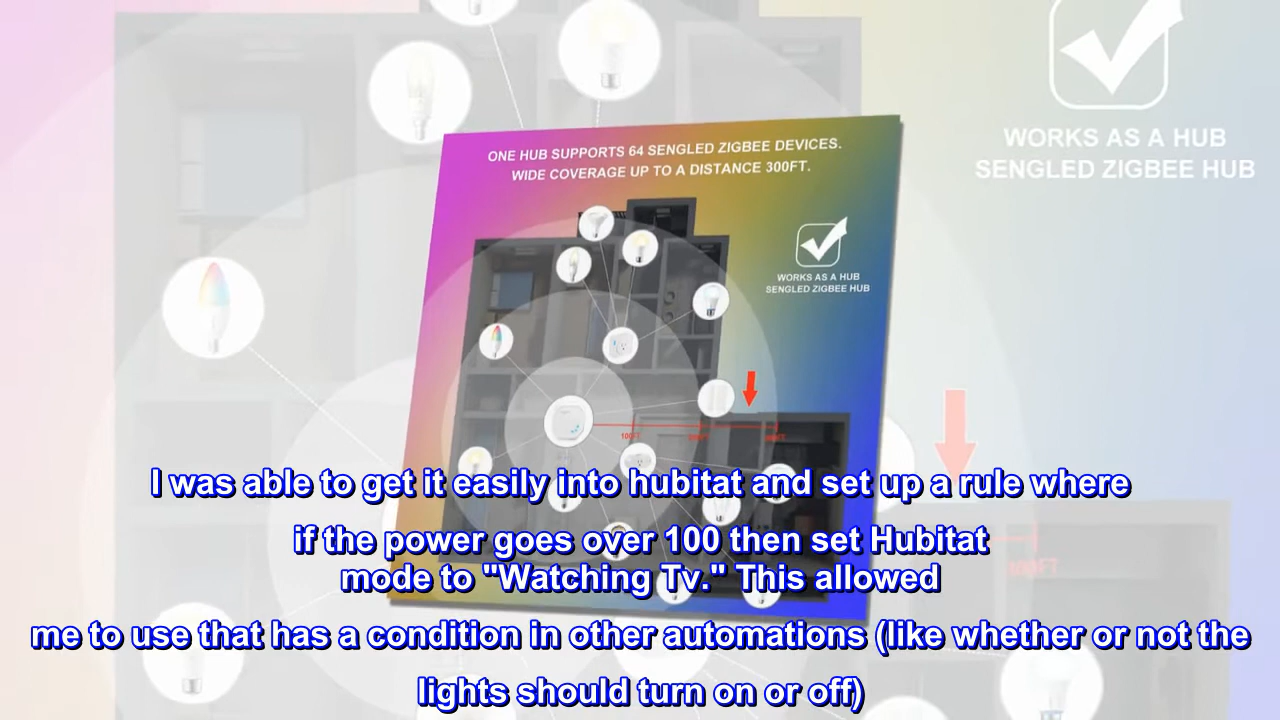 ONE HUB SUPPORTS 64 SENGLED ZIGBEE DEVICES.
WIDE COVERAGE UP TO A DISTANCE 300FT.
WORKS AS A HUB
SENGLED ZIGBEE HUB
WORKS AS A HUB
SENGLED ZIGBEE HUB
100FT
I was able to get it easily into hubitat and set up a rule where
if the power goes over 100 then set Hubitat
mode to "Watching Tv." This allowed
me to use that has a condition in other automations (like whether or not the
lights should turn on or off)